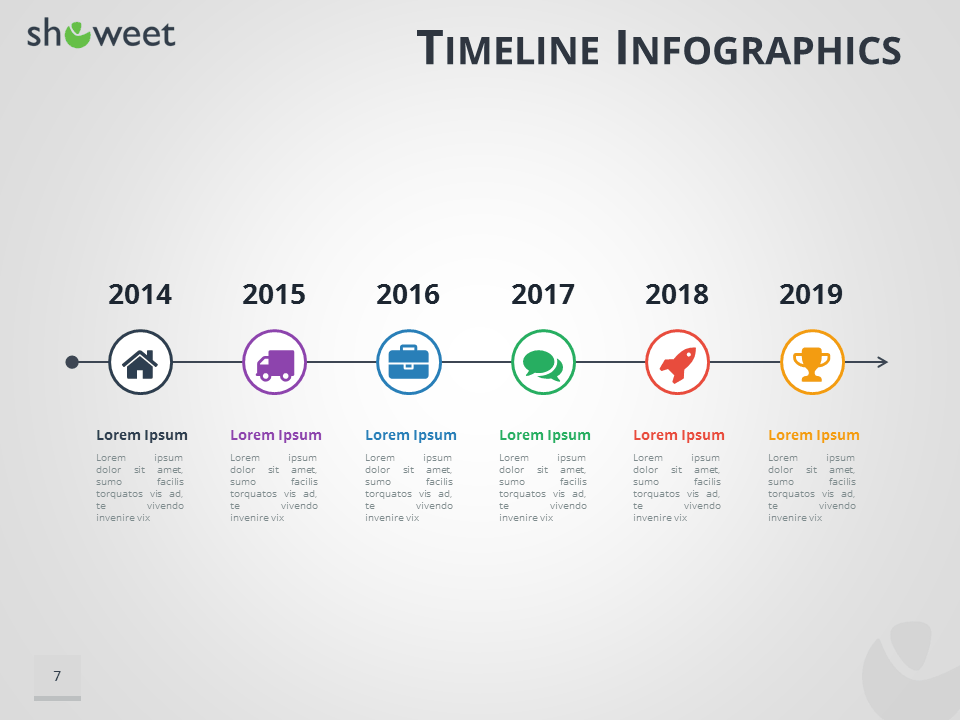 showeet
TIMELINE INFOGRAPHICS
2014 2015 2016 2017 2018 2019
Lorem Ipsum Lorem Ipsum Lorem Ipsum Lorem Ipsum Lorem Ipsum Lorem Ipsum
Lorem ipsum
dolor sit amet,
sumo facilis
torquatos vis ad,
te vivendo
invenire vix
Lorem ipsum
dolor sit amet,
sumo facilis
torquatos vis ad,
te vivendo
invenire vix
Lorem ipsum
dolor sit amet,
sumo facilis
torquatos vis ad,
te vivendo
invenire vix
Lorem ipsum
dolor sit amet,
sumo facilis
torquatos vis ad,
te vivendo
invenire vix
Lorem ipsum
dolor sit amet,
sumo facilis
torquatos vis ad,
te vivendo
invenire vix
Lorem ipsum
dolor sit amet,
sumo facilis
torquatos vis ad,
te vivendo
invenire vix
7